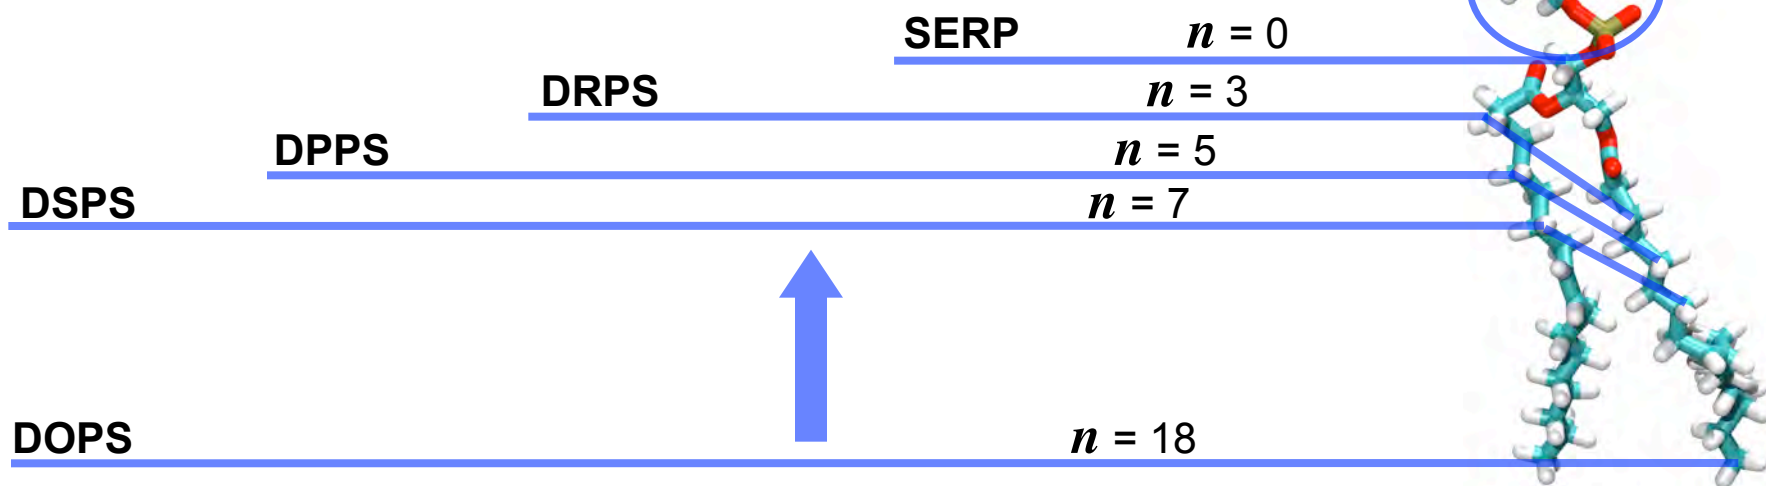 SERP n = 0
DRPS n = 3
DPPS n = 5
DSPS n = 7
DOPS n = 18